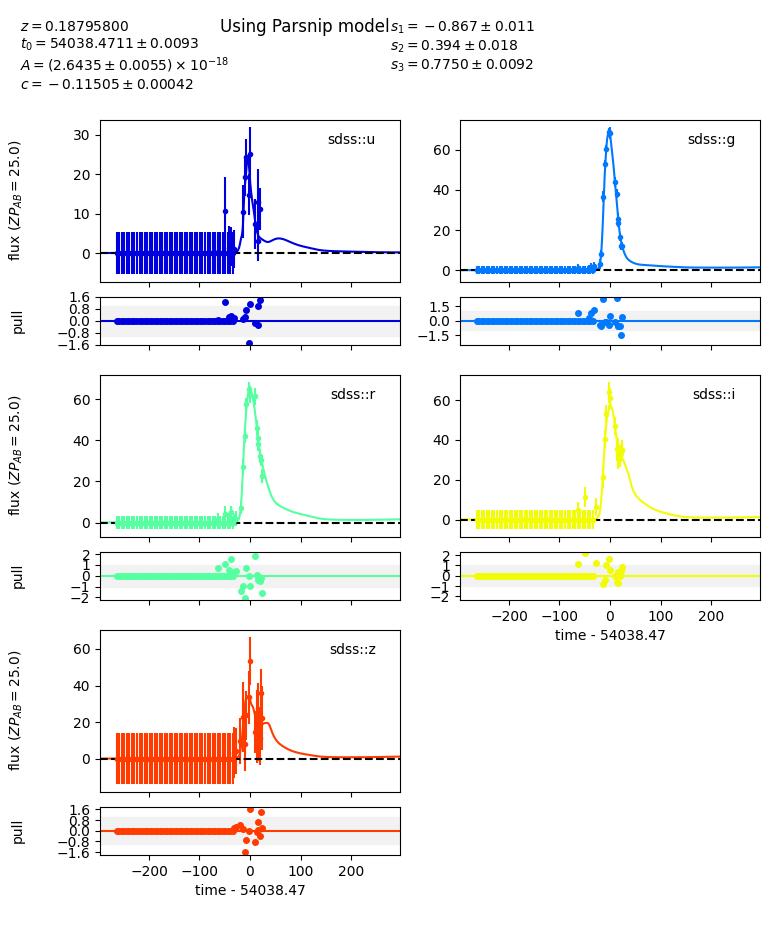 Using Parsnip model
z = 0.18795800
t₀ = 54038.4711 ± 0.0093
A = (2.6435 ± 0.0055) × 10⁻¹⁸
c = −0.11505 ± 0.00042
s₁ = −0.867 ± 0.011
s₂ = 0.394 ± 0.018
s₃ = 0.7750 ± 0.0092
sdss::u
flux (ZP_AB = 25.0)
30
20
10
0
pull
1.6
0.8
0.0
−0.8
−1.6
sdss::g
60
40
20
0
1.5
0.0
−1.5
sdss::r
flux (ZP_AB = 25.0)
60
40
20
0
pull
2
1
0
−1
−2
sdss::i
60
40
20
0
2
1
0
−1
−2
−200 −100 0 100 200
time - 54038.47
sdss::z
flux (ZP_AB = 25.0)
60
40
20
0
pull
1.6
0.8
0.0
−0.8
−1.6
−200 −100 0 100 200
time - 54038.47